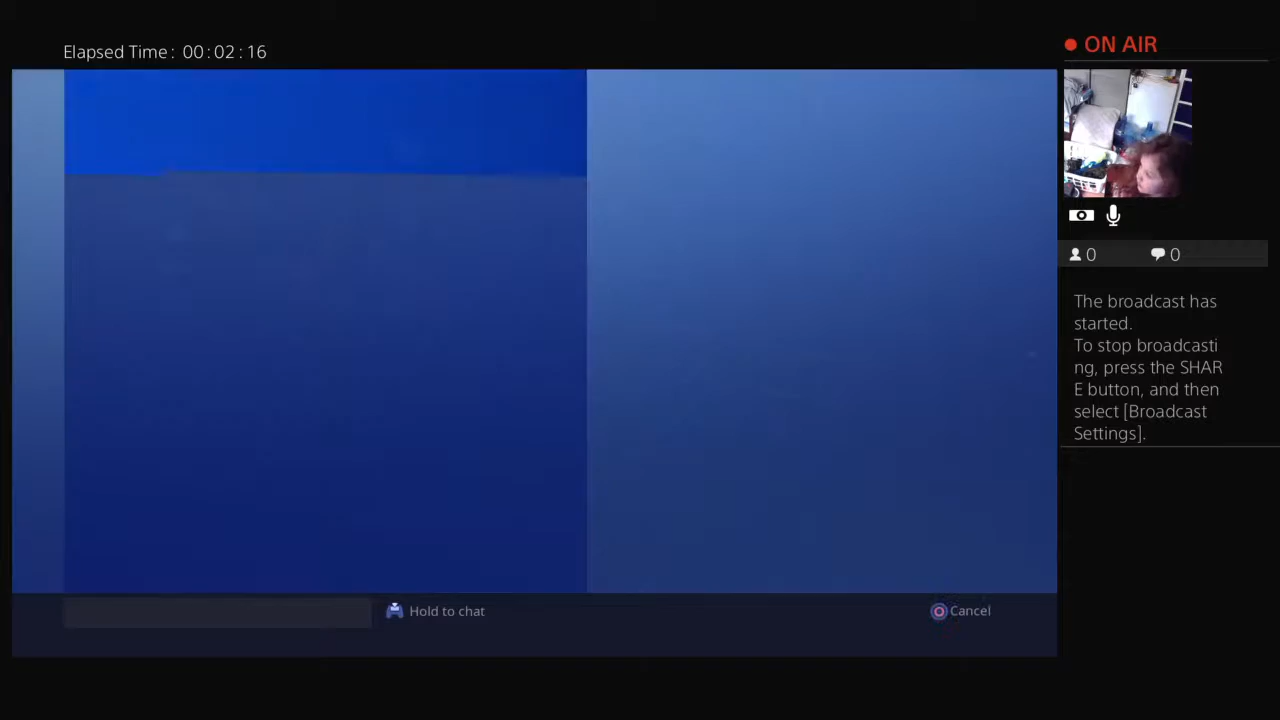 Elapsed Time: 00:02:16
ON AIR
0
0
The broadcast has
started.
To stop broadcasti
ng, press the SHAR
E button, and then
select [Broadcast
Settings].
Hold to chat
Cancel